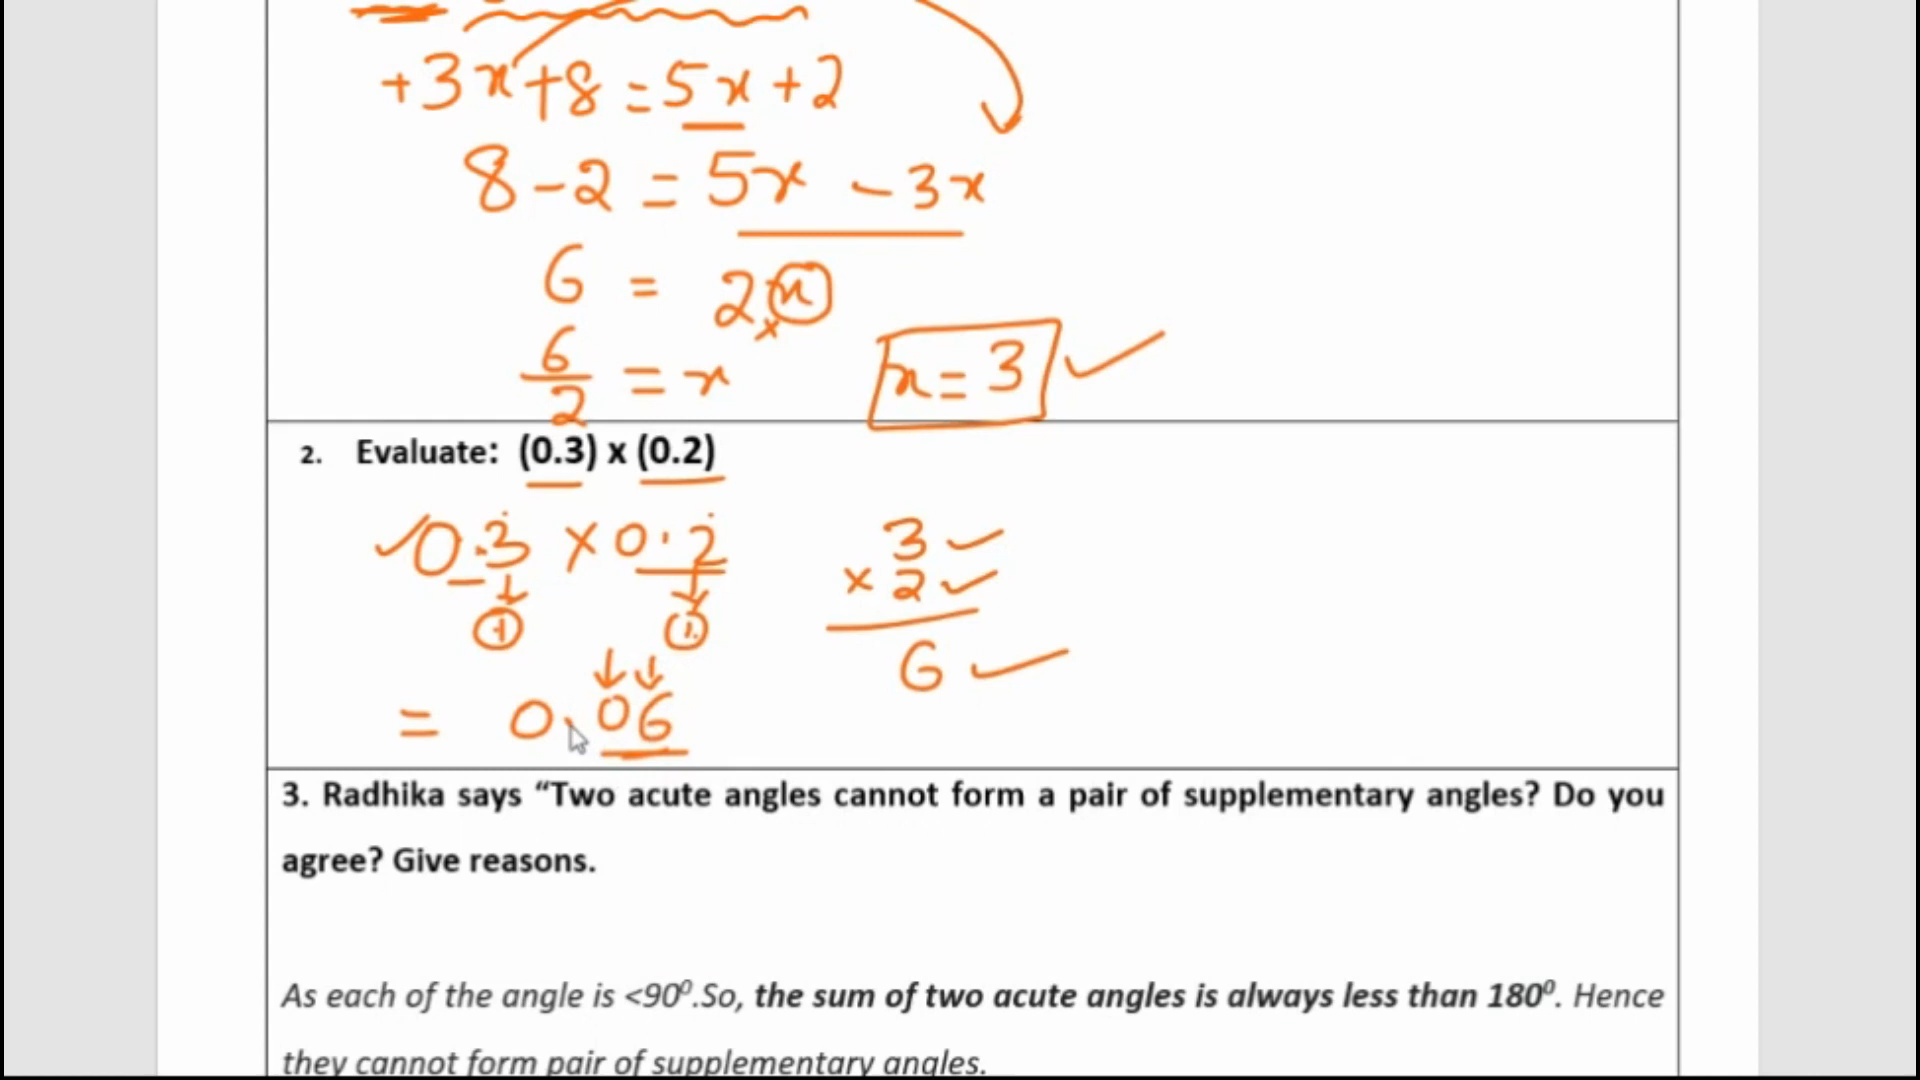 +3x+8=5x+2
8-2=5x-3x
6=2x
6/2=x
x=3
2. Evaluate: (0.3) x (0.2)
0.3×0.2
3
×2
1 1
6
=0.06
3. Radhika says “Two acute angles cannot form a pair of supplementary angles? Do you
agree? Give reasons.
As each of the angle is <90⁰.So, the sum of two acute angles is always less than 180⁰. Hence
they cannot form pair of supplementary angles.